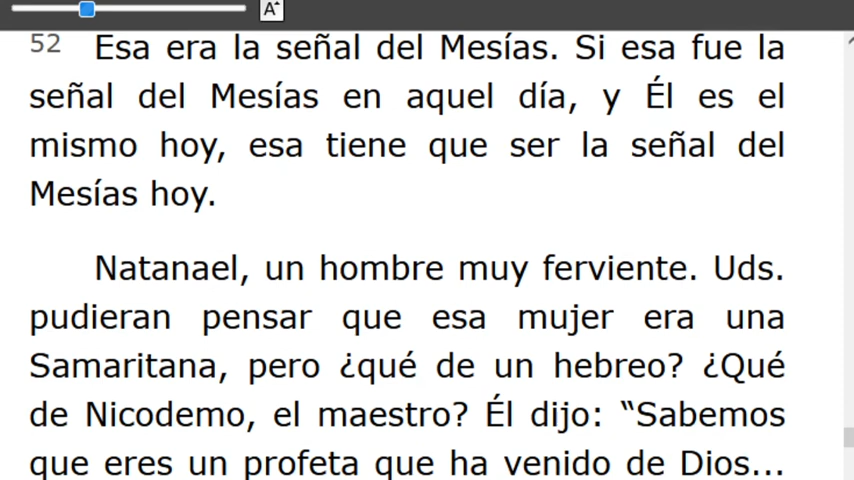 A
52 Esa era la señal del Mesías. Si esa fue la
señal del Mesías en aquel día, y Él es el
mismo hoy, esa tiene que ser la señal del
Mesías hoy.
Natanael, un hombre muy ferviente. Uds.
pudieran pensar que esa mujer era una
Samaritana, pero ¿qué de un hebreo? ¿Qué
de Nicodemo, el maestro? Él dijo: “Sabemos
que eres un profeta que ha venido de Dios...